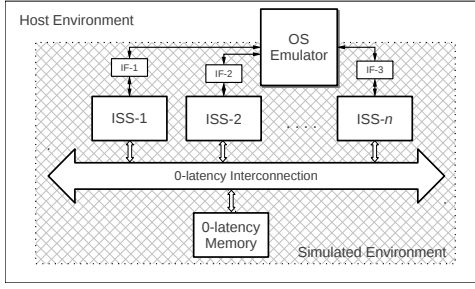 Host Environment
OS
Emulator
IF-1
IF-2
IF-3
ISS-1
ISS-2
. . . .
ISS-n
0-latency Interconnection
0-latency
Memory
Simulated Environment